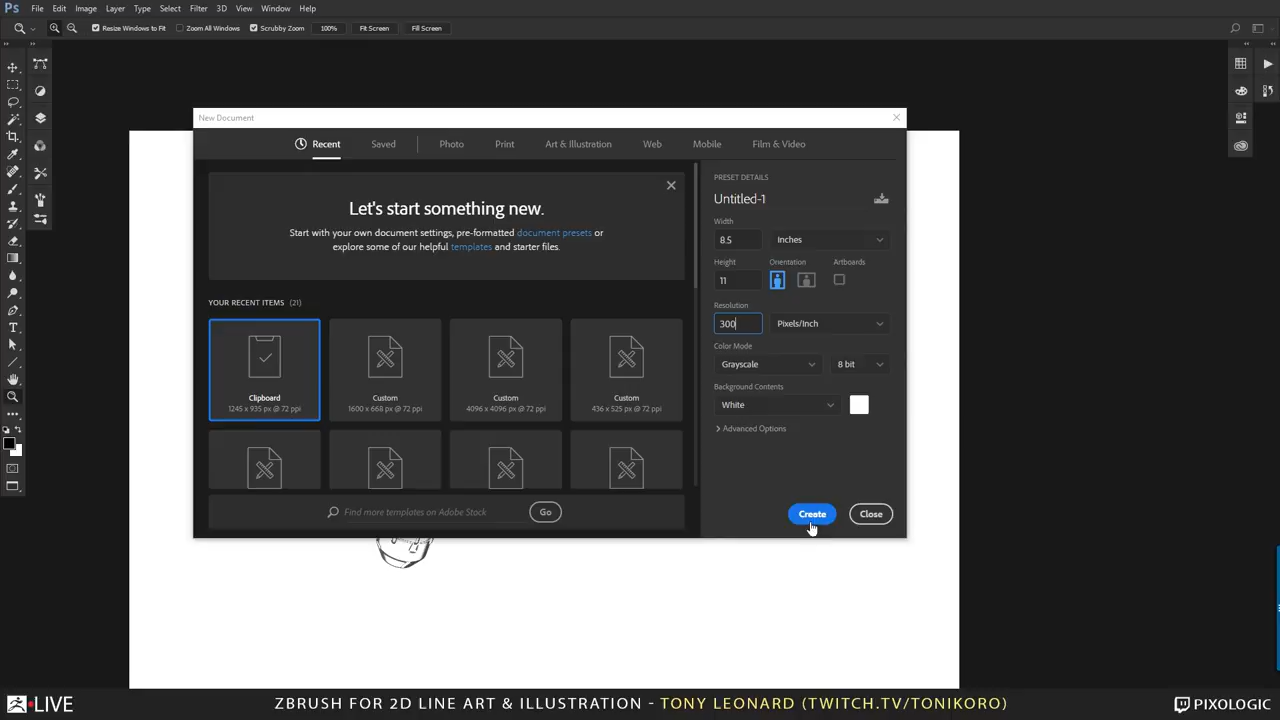 Ps File Edit Image Layer Type Select Filter 3D View Window Help
Resize Windows to Fit Zoom All Windows Scrubby Zoom 100% Fit Screen Fill Screen
New Document
Recent Saved Photo Print Art & Illustration Web Mobile Film & Video
Let's start something new.
Start with your own document settings, pre-formatted document presets or
explore some of our helpful templates and starter files.
YOUR RECENT ITEMS (21)
Clipboard
1245 x 935 px @ 72 ppi
Custom
1600 x 668 px @ 72 ppi
Custom
4096 x 4096 px @ 72 ppi
Custom
436 x 525 px @ 72 ppi
Find more templates on Adobe Stock Go
PRESET DETAILS
Untitled-1
Width
8.5 Inches
Height Orientation Artboards
11
Resolution
300 Pixels/Inch
Color Mode
Grayscale 8 bit
Background Contents
White
Advanced Options
Create Close
LIVE
ZBRUSH FOR 2D LINE ART & ILLUSTRATION - TONY LEONARD (TWITCH.TV/TONIKORO)
PIXOLOGIC